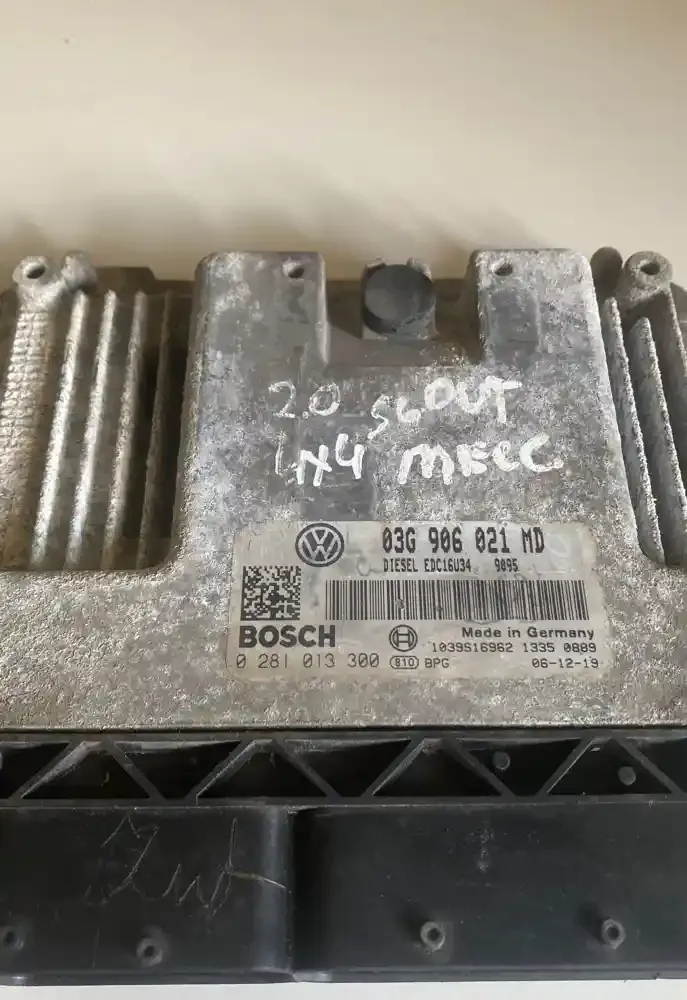 2.0 SCOUT
4x4
03G 906 021 MD
DIESEL EDC16U34 9095
BOSCH
Made in Germany
1039S16962 1335 0889
0 281 013 300 B10 BPG
06-12-19